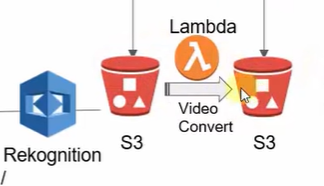 Lambda
Video
Convert
S3
S3
Rekognition
/